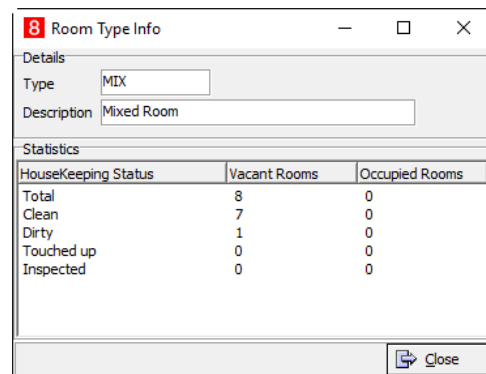 8 Room Type Info
Details
Type MIX
Description Mixed Room
Statistics
HouseKeeping Status Vacant Rooms Occupied Rooms
Total 8 0
Clean 7 0
Dirty 1 0
Touched up 0 0
Inspected 0 0
Close